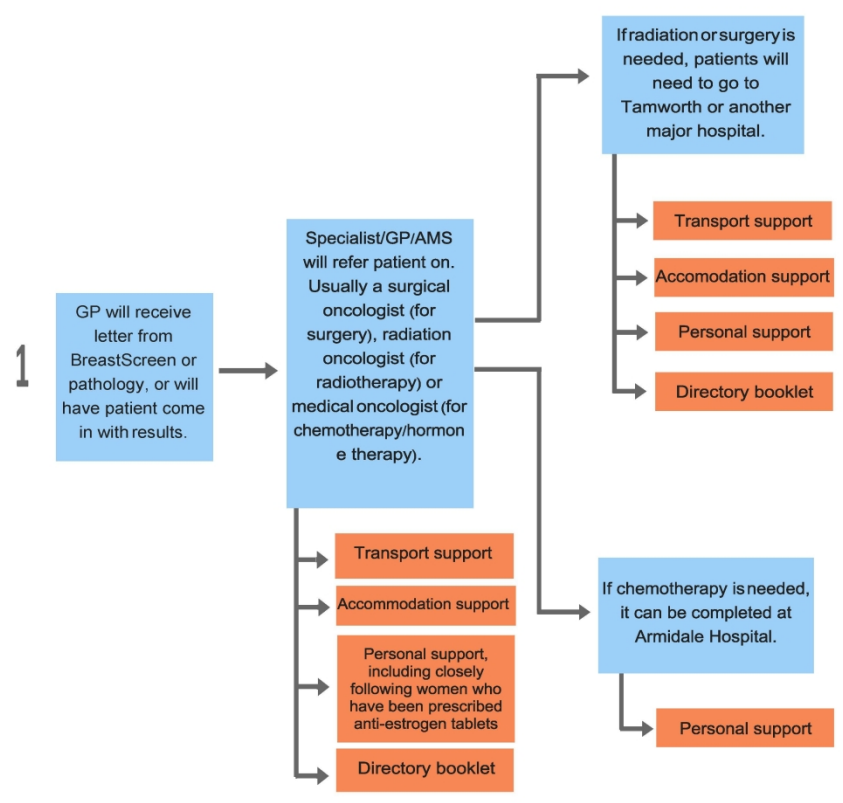 1
GP will receive
letter from
BreastScreen or
pathology, or will
have patient come
in with results.
Specialist/GP/AMS
will refer patient on.
Usually a surgical
oncologist (for
surgery), radiation
oncologist (for
radiotherapy) or
medical oncologist (for
chemotherapy/hormon
e therapy).
Transport support
Accommodation support
Personal support,
including closely
following women who
have been prescribed
anti-estrogen tablets
Directory booklet
If radiation or surgery is
needed, patients will
need to go to
Tamworth or another
major hospital.
Transport support
Accomodation support
Personal support
Directory booklet
If chemotherapy is needed,
it can be completed at
Armidale Hospital.
Personal support